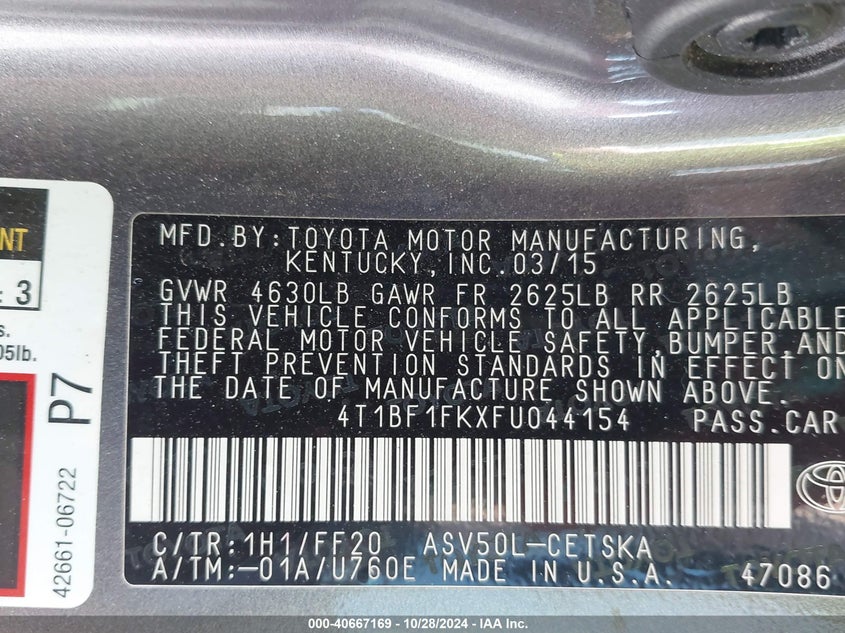 NT
: 3
s.
05lb.
P7
42661-06722
MFD.BY:TOYOTA MOTOR MANUFACTURING,
KENTUCKY,INC.03/15
GVWR 4630LB GAWR FR 2625LB RR 2625LB
THIS VEHICLE CONFORMS TO ALL APPLICABLE
FEDERAL MOTOR VEHICLE SAFETY,BUMPER AND
THEFT PREVENTION STANDARDS IN EFFECT ON
THE DATE OF MANUFACTURE SHOWN ABOVE.
4T1BF1FKXFU044154 PASS.CAR
C/TR:1H1/FF20 ASV50L-CETSKA
A/TM:-01A/U760E MADE IN U.S.A. 47086
000-40667169 - 10/28/2024 - IAA Inc.